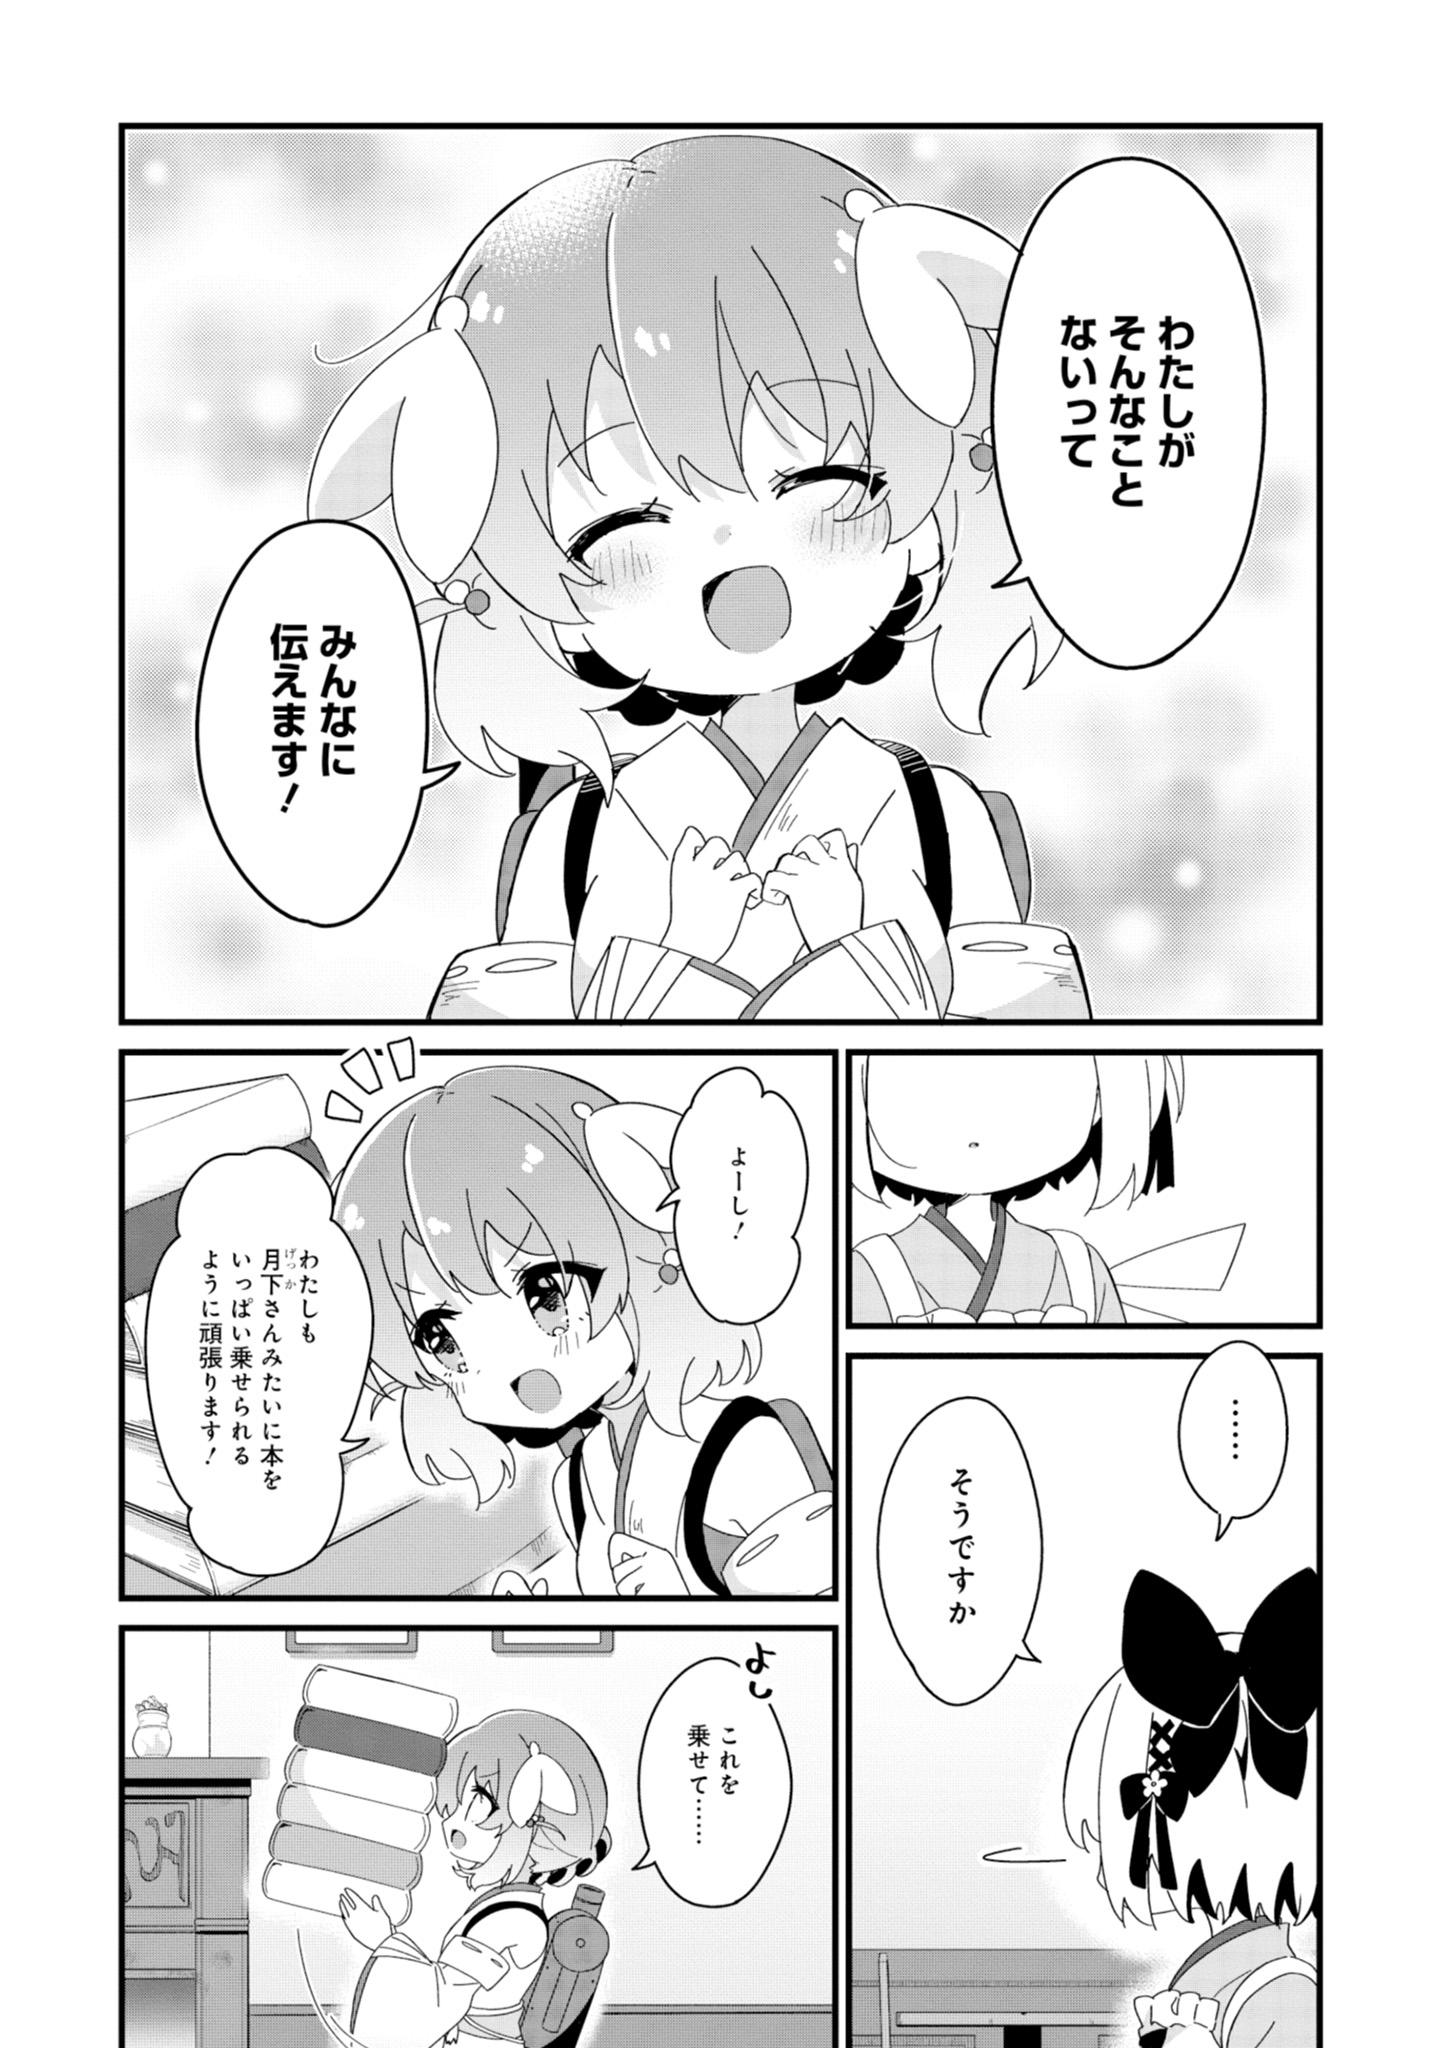 わたしが
そんなこと
ないって
みんなに
伝えます!
……
そうですか
よーし!
わたしも
月下さんみたいに本を
げっか
いっぱい乗せられる
ように頑張ります!
よし
これを
乗せて……